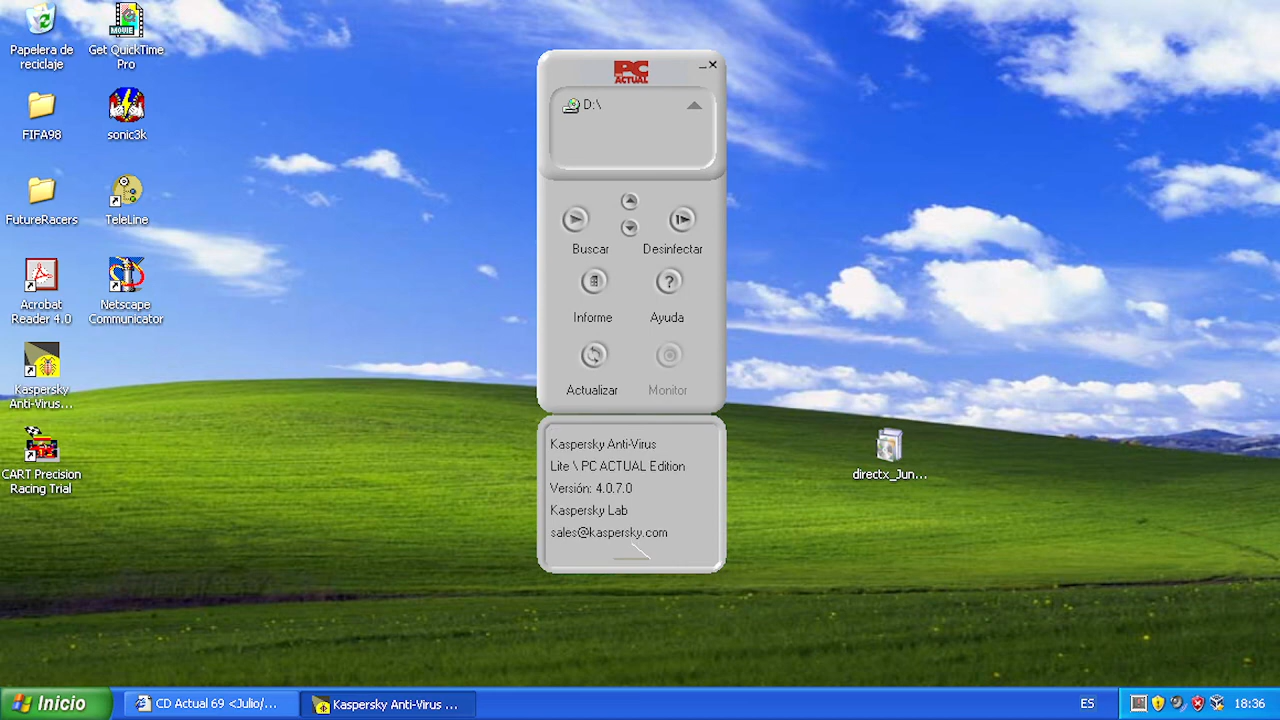 Papelera de
reciclaje
Get QuickTime
Pro
FIFA98
sonic3k
FutureRacers
TeleLine
Acrobat
Reader 4.0
Netscape
Communicator
Kaspersky
Anti-Virus...
CART Precision
Racing Trial
MOVIE
PC
ACTUAL
D:\
Buscar
Desinfectar
Informe
Ayuda
Actualizar
Monitor
Kaspersky Anti-Virus
Lite \ PC ACTUAL Edition
Versión: 4.0.7.0
Kaspersky Lab
sales@kaspersky.com
directx_Jun...
Inicio
CD Actual 69 <Julio/...
Kaspersky Anti-Virus ...
ES
18:36